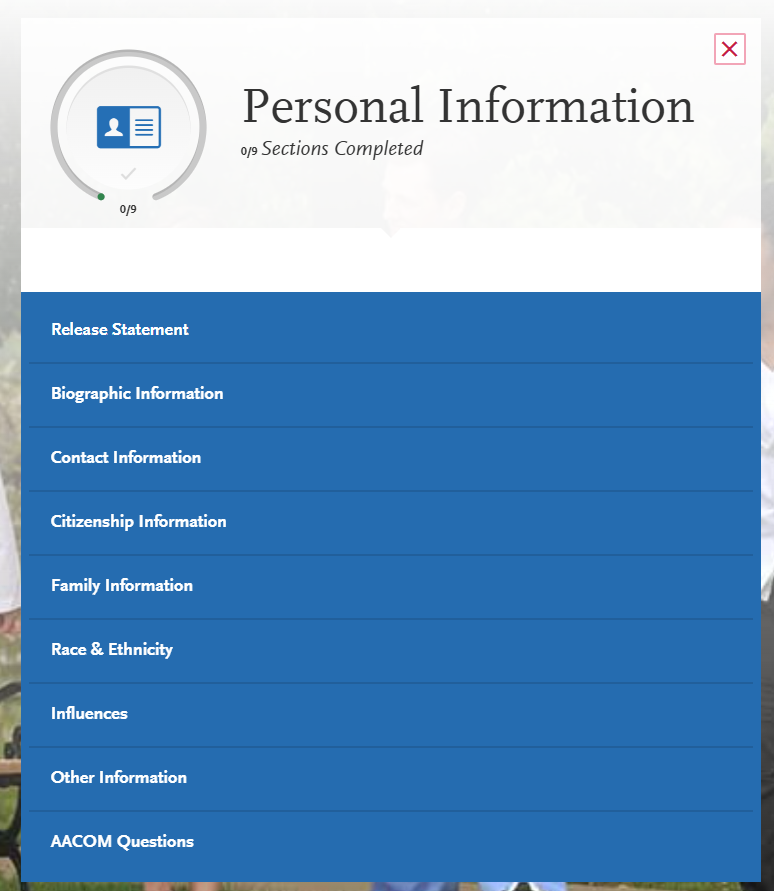 Personal Information
0/9 Sections Completed
0/9
Release Statement
Biographic Information
Contact Information
Citizenship Information
Family Information
Race & Ethnicity
Influences
Other Information
AACOM Questions